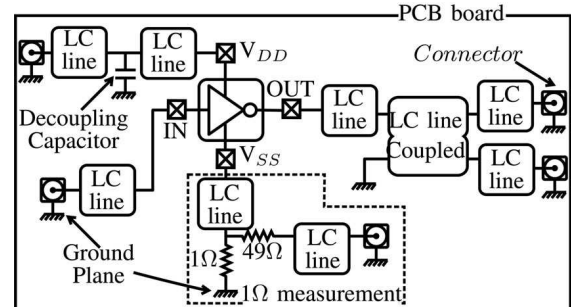 PCB board
LC
line
LC
line
V_DD
Connector
Decoupling
Capacitor
IN
OUT
LC
line
LC line
Coupled
LC
line
LC
line
V_SS
LC
line
LC
line
Ground
Plane
1Ω
49Ω
LC
line
1Ω measurement